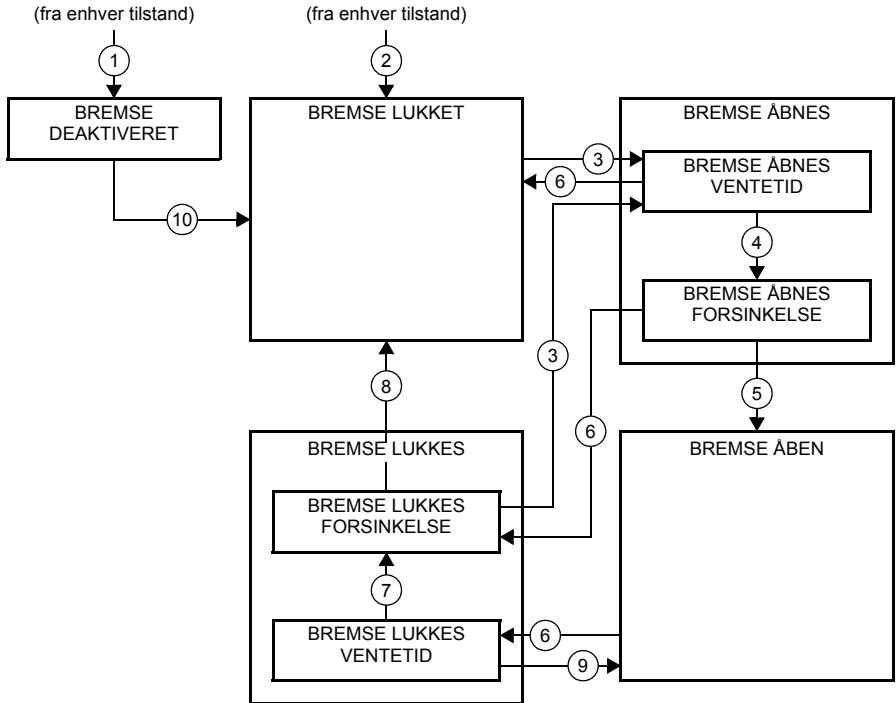 (fra enhver tilstand)
(fra enhver tilstand)
1
2
BREMSE
DEAKTIVERET
BREMSE LUKKET
BREMSE ÅBNES
3
BREMSE ÅBNES
VENTETID
6
10
4
BREMSE ÅBNES
FORSINKELSE
3
8
5
6
BREMSE LUKKES
BREMSE ÅBEN
BREMSE LUKKES
FORSINKELSE
7
BREMSE LUKKES
VENTETID
6
9